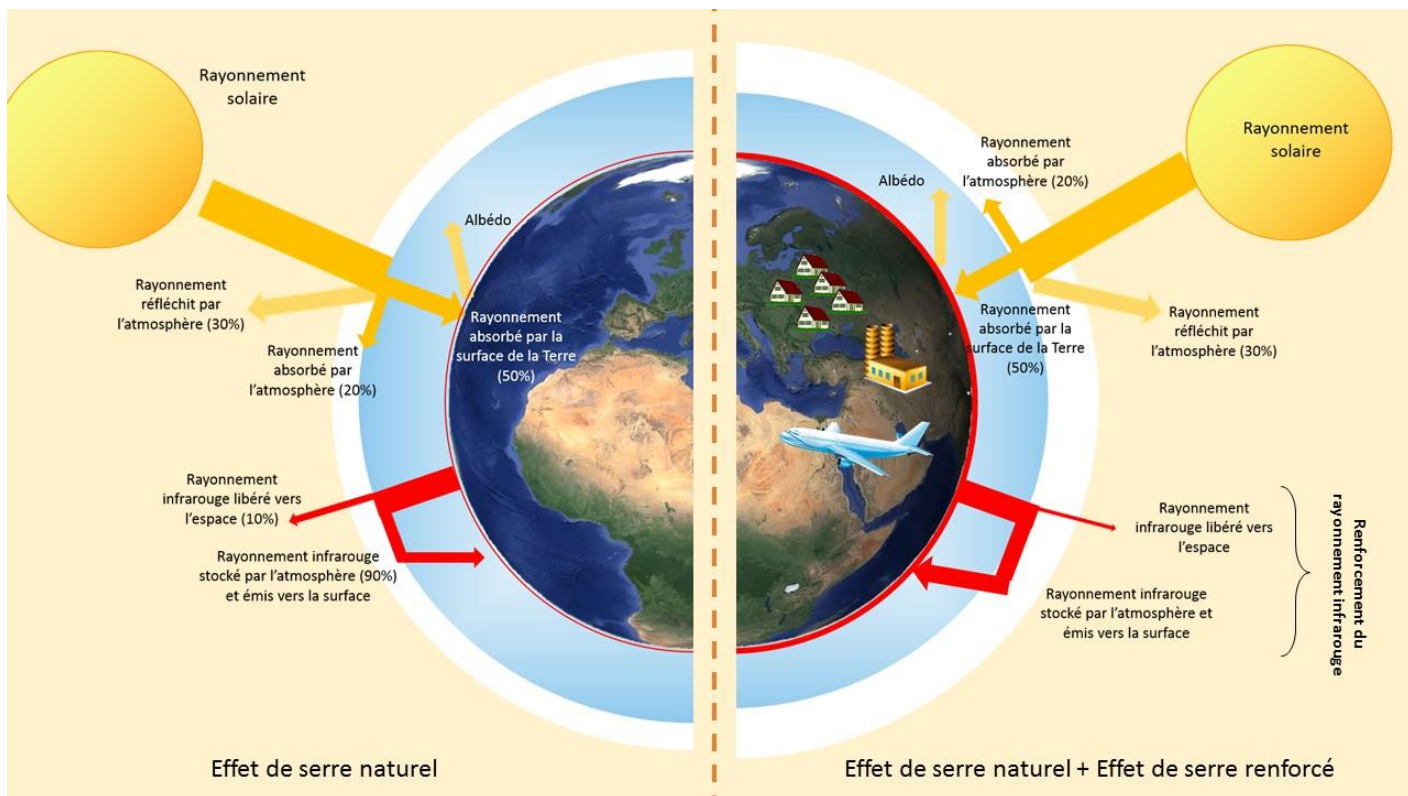 Rayonnement
solaire
Albédo
Rayonnement
réfléchit par
l'atmosphère (30%)
Rayonnement
absorbé par
l'atmosphère (20%)
Rayonnement
absorbé par la
surface de la Terre
(50%)
Rayonnement
infrarouge libéré vers
l'espace (10%)
Rayonnement infrarouge
stocké par l'atmosphère (90%)
et émis vers la surface
Effet de serre naturel
Rayonnement
solaire
Rayonnement
absorbé par
l'atmosphère (20%)
Albédo
Rayonnement
absorbé par la
surface de la Terre
(50%)
Rayonnement
réfléchit par
l'atmosphère (30%)
Rayonnement
infrarouge libéré vers
l'espace
Rayonnement infrarouge
stocké par l'atmosphère et
émis vers la surface
Renforcement du
rayonnement infrarouge
Effet de serre naturel + Effet de serre renforcé